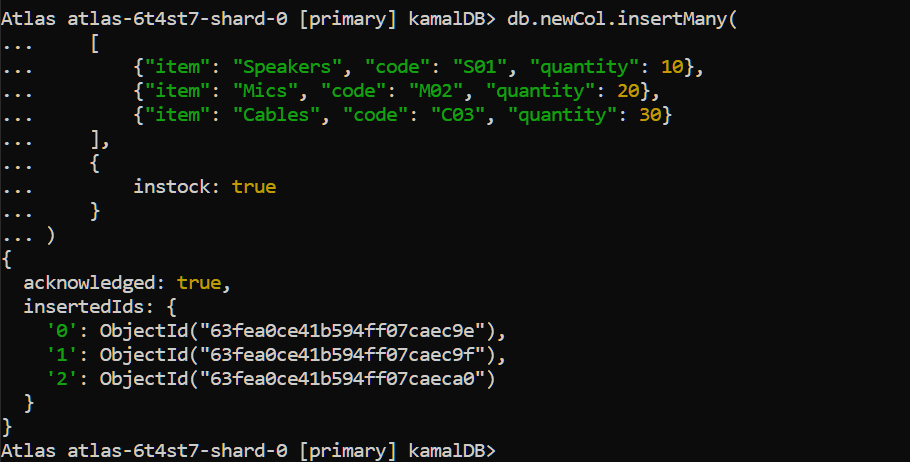 Atlas atlas-6t4st7-shard-0 [primary] kamalDB> db.newCol.insertMany(
...     [
...         {"item": "Speakers", "code": "S01", "quantity": 10},
...         {"item": "Mics", "code": "M02", "quantity": 20},
...         {"item": "Cables", "code": "C03", "quantity": 30}
...     ],
...     {
...         instock: true
...     }
... )
{
  acknowledged: true,
  insertedIds: {
    '0': ObjectId("63fea0ce41b594ff07caec9e"),
    '1': ObjectId("63fea0ce41b594ff07caec9f"),
    '2': ObjectId("63fea0ce41b594ff07caeca0")
  }
}
Atlas atlas-6t4st7-shard-0 [primary] kamalDB>